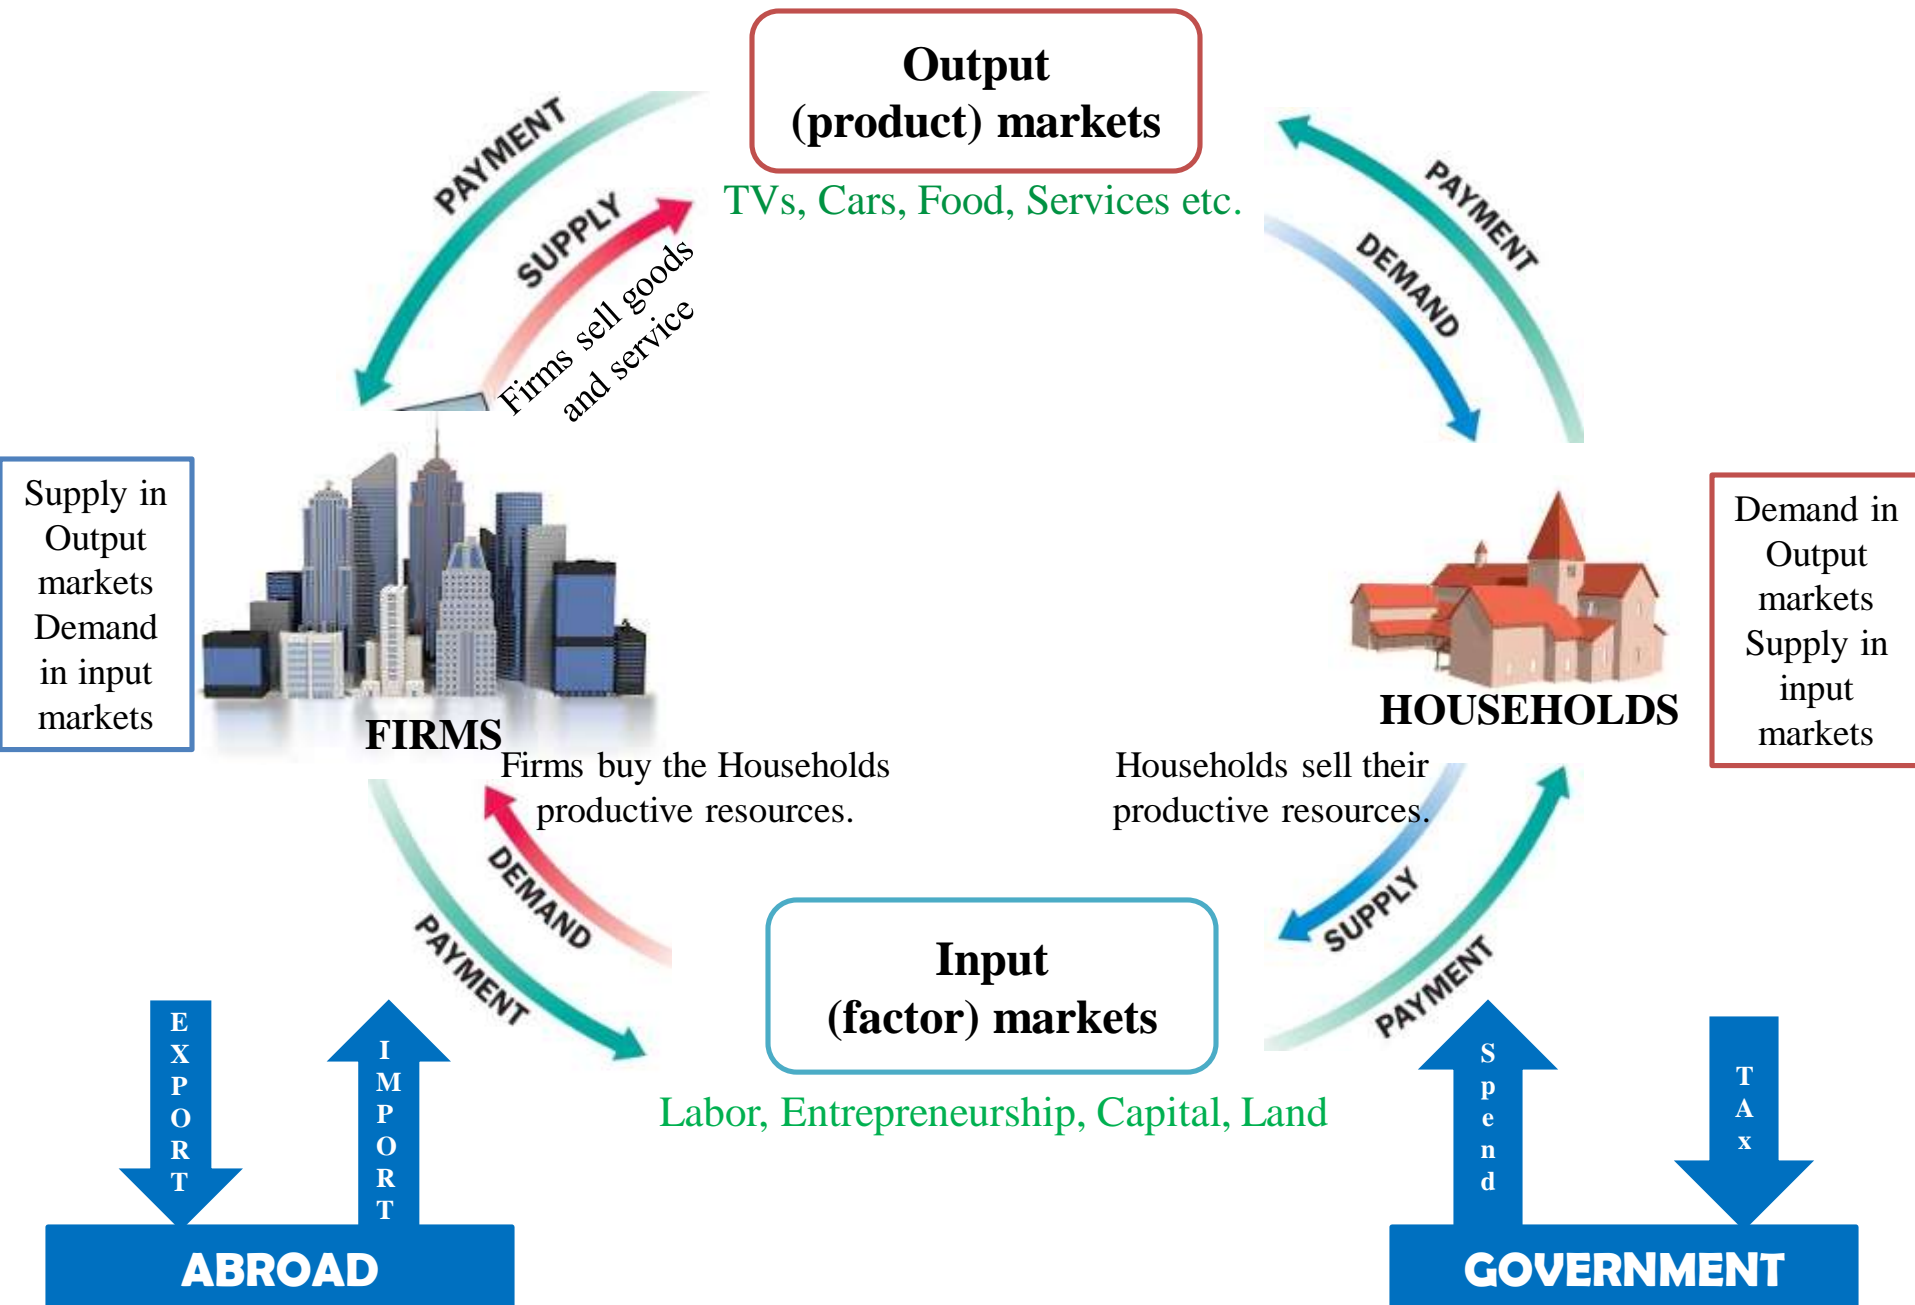 Output
(product) markets
TVs, Cars, Food, Services etc.
PAYMENT
SUPPLY
Firms sell goods
and service
PAYMENT
DEMAND
Supply in
Output
markets
Demand
in input
markets
FIRMS
HOUSEHOLDS
Demand in
Output
markets
Supply in
input
markets
Firms buy the Households
productive resources.
Households sell their
productive resources.
DEMAND
PAYMENT
SUPPLY
PAYMENT
Input
(factor) markets
Labor, Entrepreneurship, Capital, Land
EXPORT
IMPORT
Spend
TAx
ABROAD
GOVERNMENT